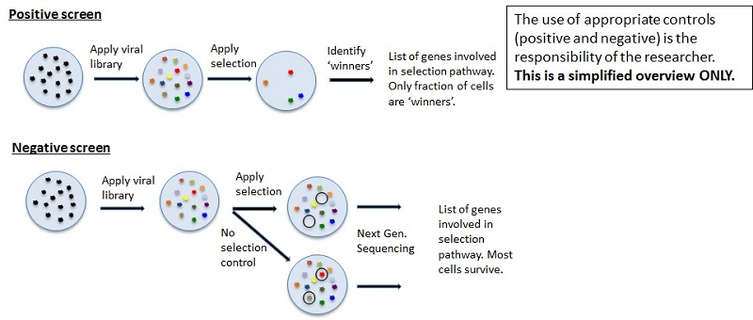 Positive screen
Apply viral
library
Apply
selection
Identify
‘winners’
List of genes involved
in selection pathway.
Only fraction of cells
are ‘winners’.
The use of appropriate controls
(positive and negative) is the
responsibility of the researcher.
This is a simplified overview ONLY.
Negative screen
Apply viral
library
Apply
selection
No
selection
control
Next Gen.
Sequencing
List of genes
involved in
selection
pathway. Most
cells survive.